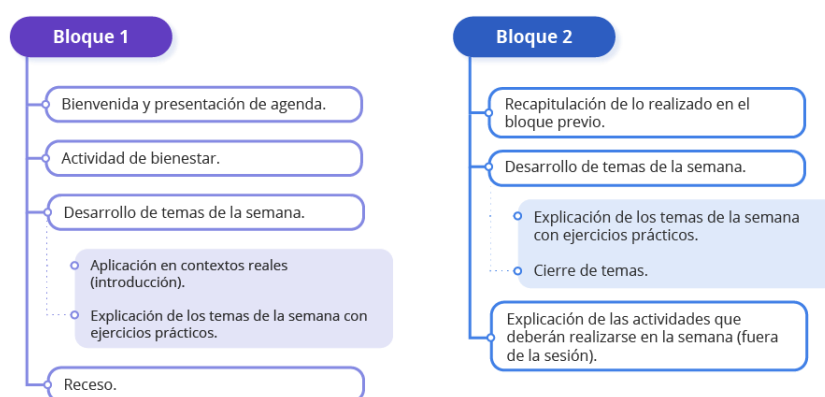 Bloque 1
Bienvenida y presentación de agenda.
Actividad de bienestar.
Desarrollo de temas de la semana.
Aplicación en contextos reales
(introducción).
Explicación de los temas de la semana con
ejercicios prácticos.
Receso.
Bloque 2
Recapitulación de lo realizado en el
bloque previo.
Desarrollo de temas de la semana.
Explicación de los temas de la semana
con ejercicios prácticos.
Cierre de temas.
Explicación de las actividades que
deberán realizarse en la semana (fuera
de la sesión).